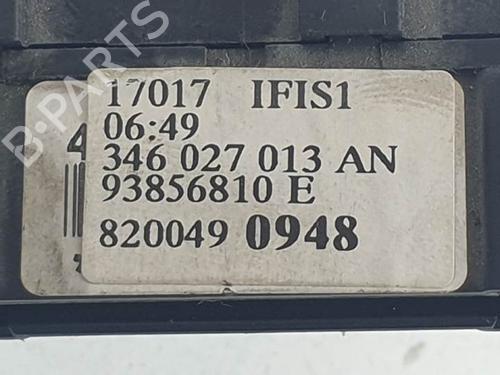 17017 IFIS1
06:49
346 027 013 AN
93856810 E
820049 0948
B-PARTS